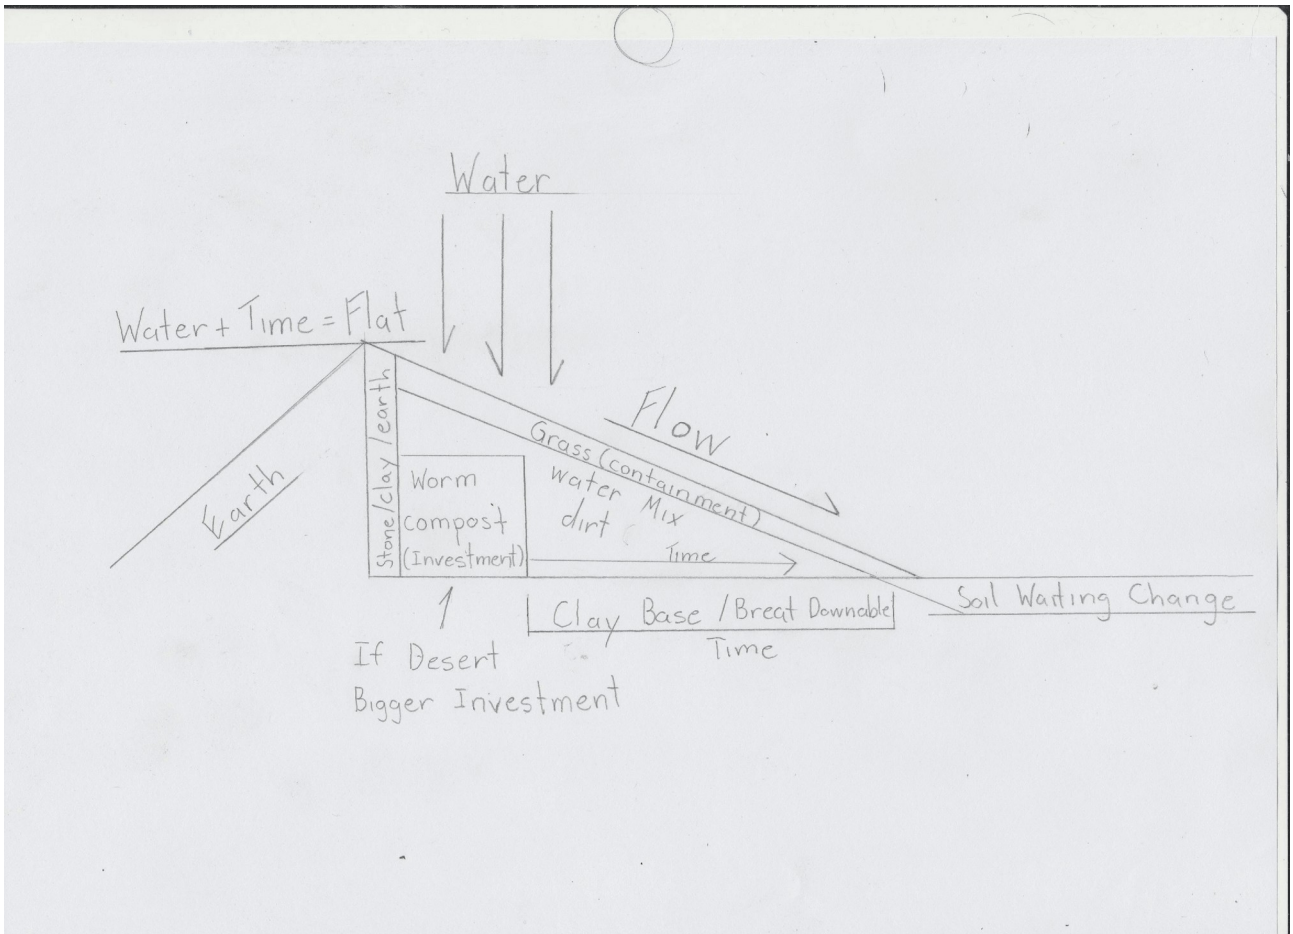 Water
Water + Time = Flat
Flow
Earth
Stone/clay/earth
Grass (containment)
Worm
compost
(Investment)
water Mix
dirt
Time
Clay Base / Breat Downable
Time
Soil Waiting Change
If Desert
Bigger Investment